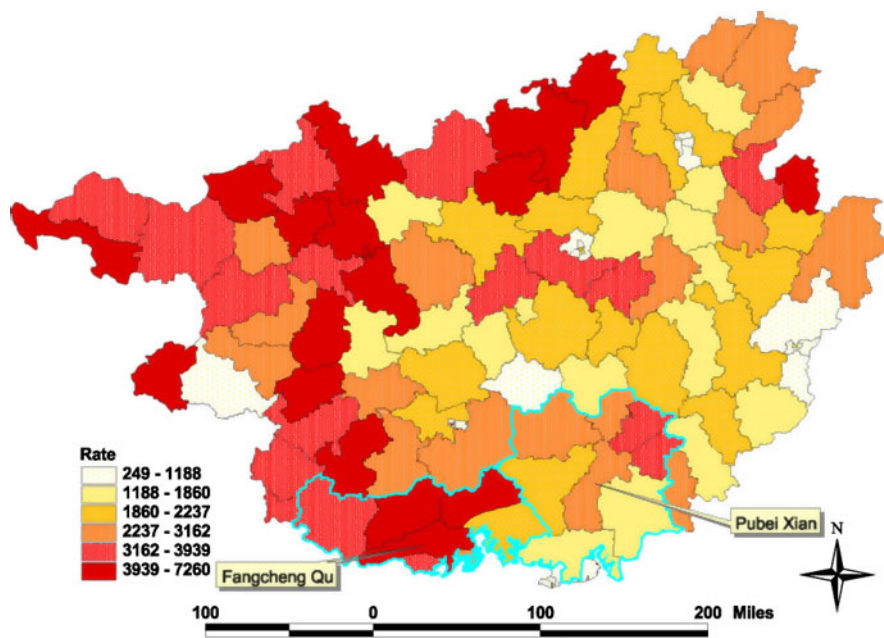 Rate
249 - 1188
1188 - 1860
1860 - 2237
2237 - 3162
3162 - 3939
3939 - 7260
Pubei Xian
Fangcheng Qu
N
100 0 100 200 Miles